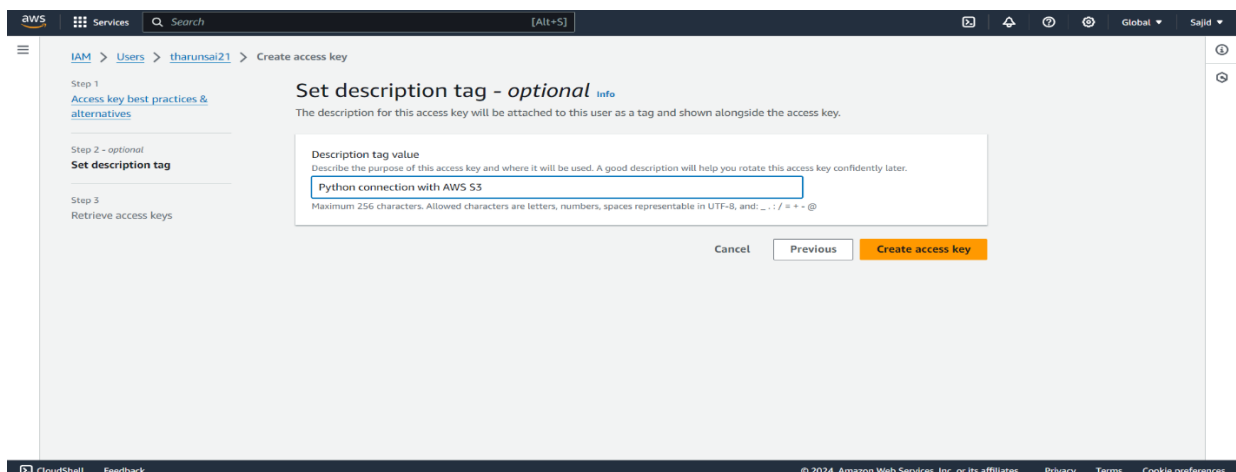 aws
Services
Search
[Alt+S]
Global
Sajid
IAM > Users > tharunsai21 > Create access key
Step 1
Access key best practices &
alternatives
Step 2 - optional
Set description tag
Step 3
Retrieve access keys
Set description tag - optional Info
The description for this access key will be attached to this user as a tag and shown alongside the access key.
Description tag value
Describe the purpose of this access key and where it will be used. A good description will help you rotate this access key confidently later.
Python connection with AWS S3
Maximum 256 characters. Allowed characters are letters, numbers, spaces representable in UTF-8, and: _ . : / = + - @
Cancel
Previous
Create access key
CloudShell
Feedback
© 2024, Amazon Web Services, Inc. or its affiliates.
Privacy
Terms
Cookie preferences